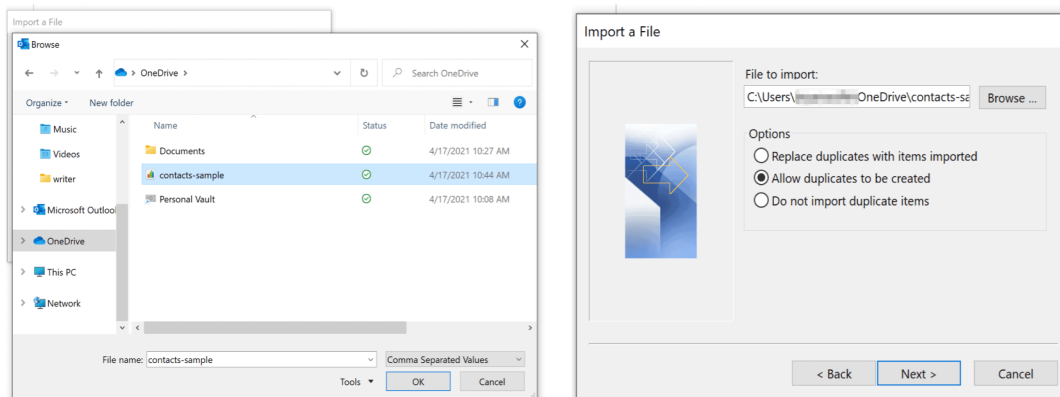 Import a File
Browse
OneDrive
Search OneDrive
Organize
New folder
Name
Status
Date modified
Music
Videos
writer
Microsoft Outloo
OneDrive
This PC
Network
Documents
4/17/2021 10:27 AM
contacts-sample
4/17/2021 10:44 AM
Personal Vault
4/17/2021 10:08 AM
File name:
contacts-sample
Comma Separated Values
Tools
OK
Cancel
Import a File
File to import:
C:\Users\ OneDrive\contacts-sa
Browse ...
Options
Replace duplicates with items imported
Allow duplicates to be created
Do not import duplicate items
< Back
Next >
Cancel